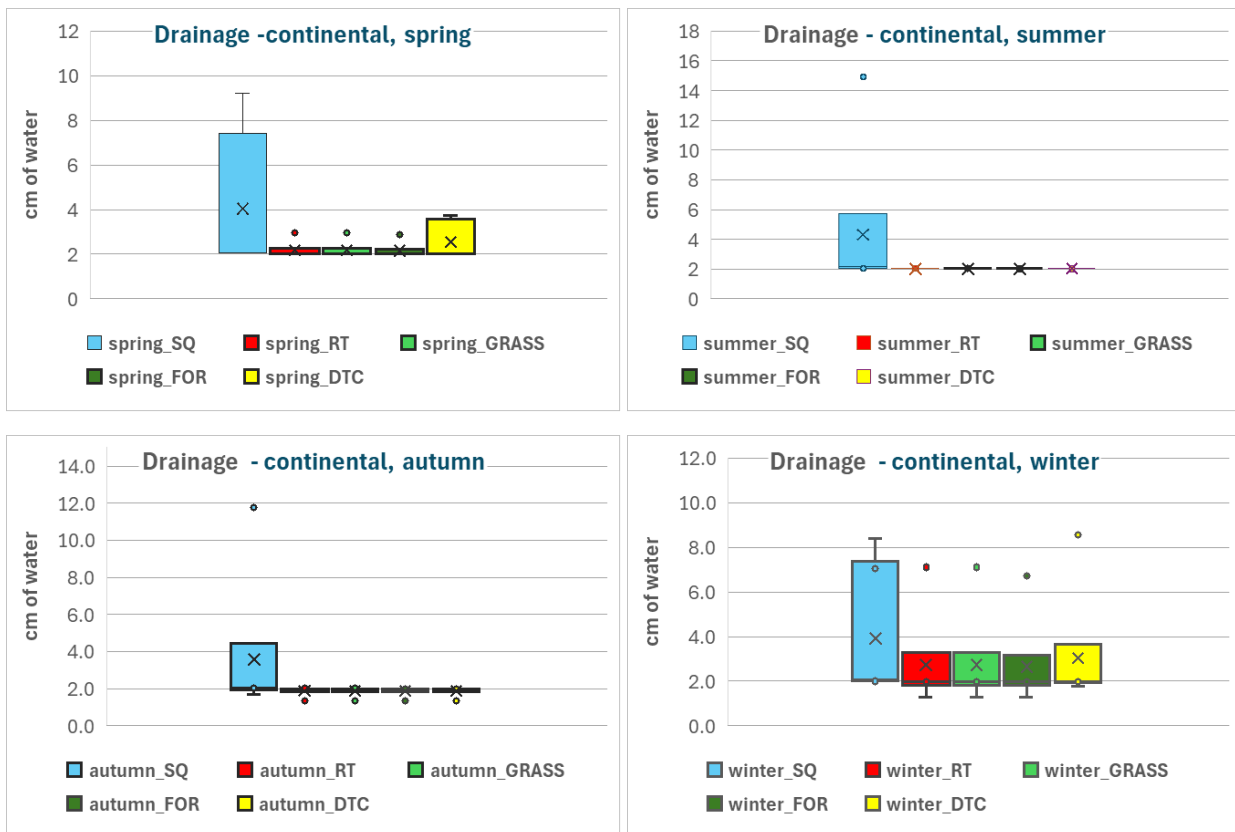 Drainage -continental, spring
12
10
8
6
4
2
0
cm of water
spring_SQ spring_RT spring_GRASS
spring_FOR spring_DTC
Drainage - continental, summer
18
16
14
12
10
8
6
4
2
0
cm of water
summer_SQ summer_RT summer_GRASS
summer_FOR summer_DTC
Drainage - continental, autumn
14.0
12.0
10.0
8.0
6.0
4.0
2.0
0.0
cm of water
autumn_SQ autumn_RT autumn_GRASS
autumn_FOR autumn_DTC
Drainage - continental, winter
12.0
10.0
8.0
6.0
4.0
2.0
0.0
cm of water
winter_SQ winter_RT winter_GRASS
winter_FOR winter_DTC